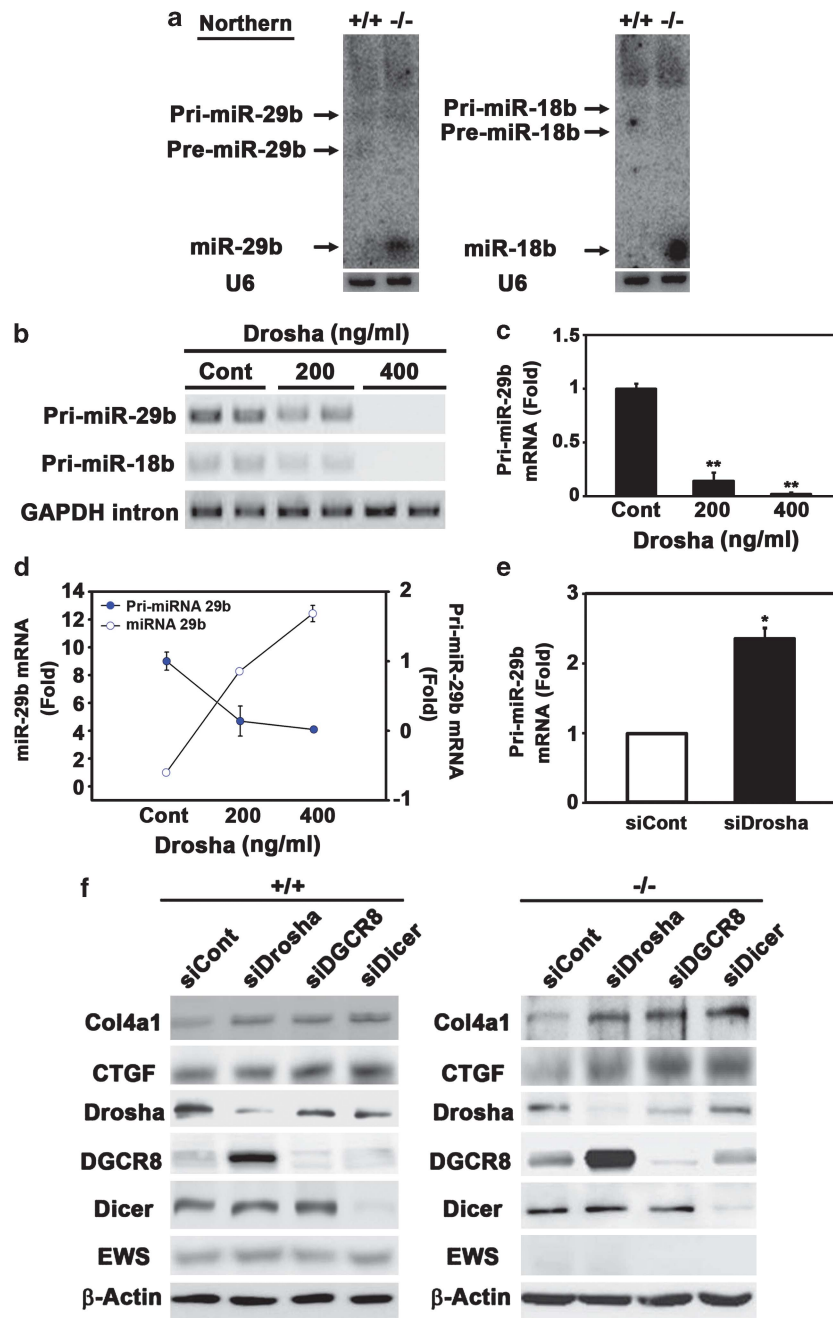 a
Northern
+/+ -/-
+/+ -/-
Pri-miR-29b
Pre-miR-29b
miR-29b
U6
Pri-miR-18b
Pre-miR-18b
miR-18b
U6
b
Drosha (ng/ml)
Cont 200 400
Pri-miR-29b
Pri-miR-18b
GAPDH intron
c
Pri-miR-29b
mRNA (Fold)
1.5
1
0.5
0
**
**
Cont 200 400
Drosha (ng/ml)
d
miR-29b mRNA
(Fold)
14
12
10
8
6
4
2
0
Pri-miRNA 29b
miRNA 29b
2
1
0
-1
Pri-miR-29b mRNA
(Fold)
Cont 200 400
Drosha (ng/ml)
e
Pri-miR-29b
mRNA (Fold)
3
2
1
0
*
siCont siDrosha
f
+/+
siCont siDrosha siDGCR8 siDicer
Col4a1
CTGF
Drosha
DGCR8
Dicer
EWS
β-Actin
-/-
siCont siDrosha siDGCR8 siDicer
Col4a1
CTGF
Drosha
DGCR8
Dicer
EWS
β-Actin